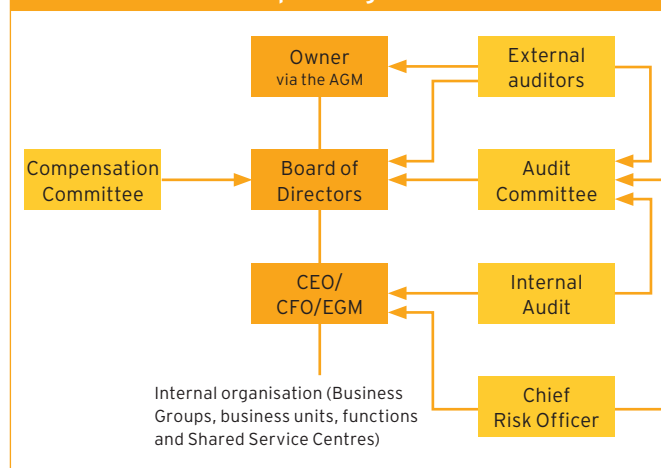 Owner
via the AGM
External
auditors
Compensation
Committee
Board of
Directors
Audit
Committee
CEO/
CFO/EGM
Internal
Audit
Internal organisation (Business
Groups, business units, functions
and Shared Service Centres)
Chief
Risk Officer